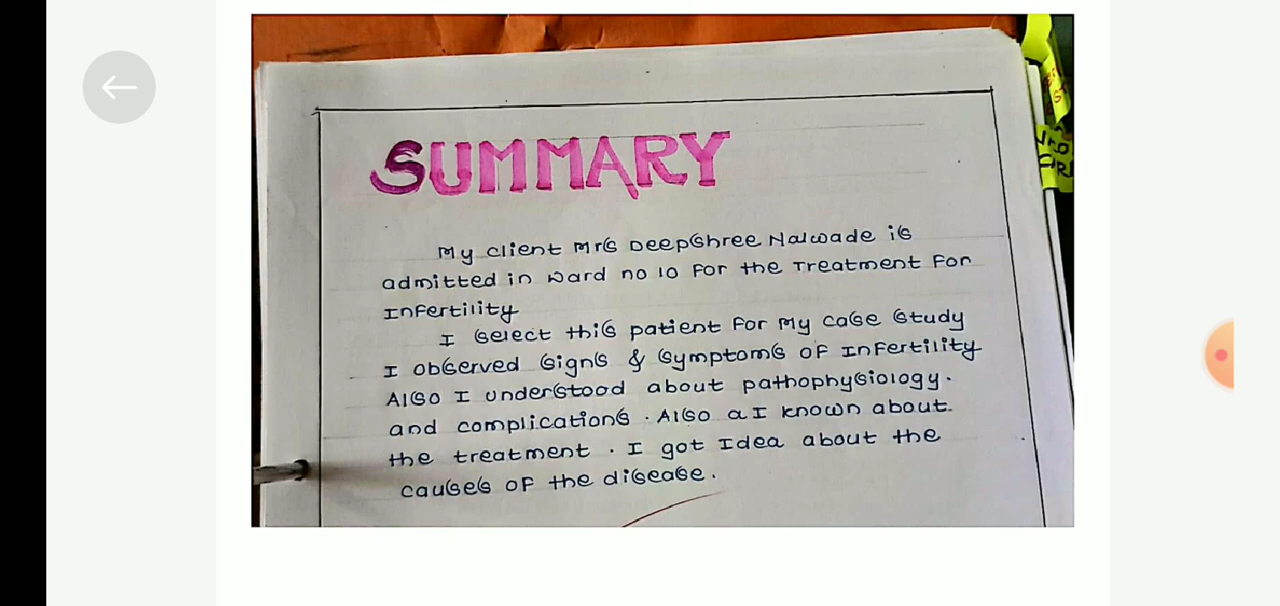 SUMMARY
My client Mrs Deepshree Nalwade is
admitted in ward no 10 for the Treatment for
Infertility
I select this patient for My case study
I observed signs & symptoms of Infertility
Also I understood about pathophysiology.
and complications. Also a I known about.
the treatment. I got Idea about the
causes of the disease.